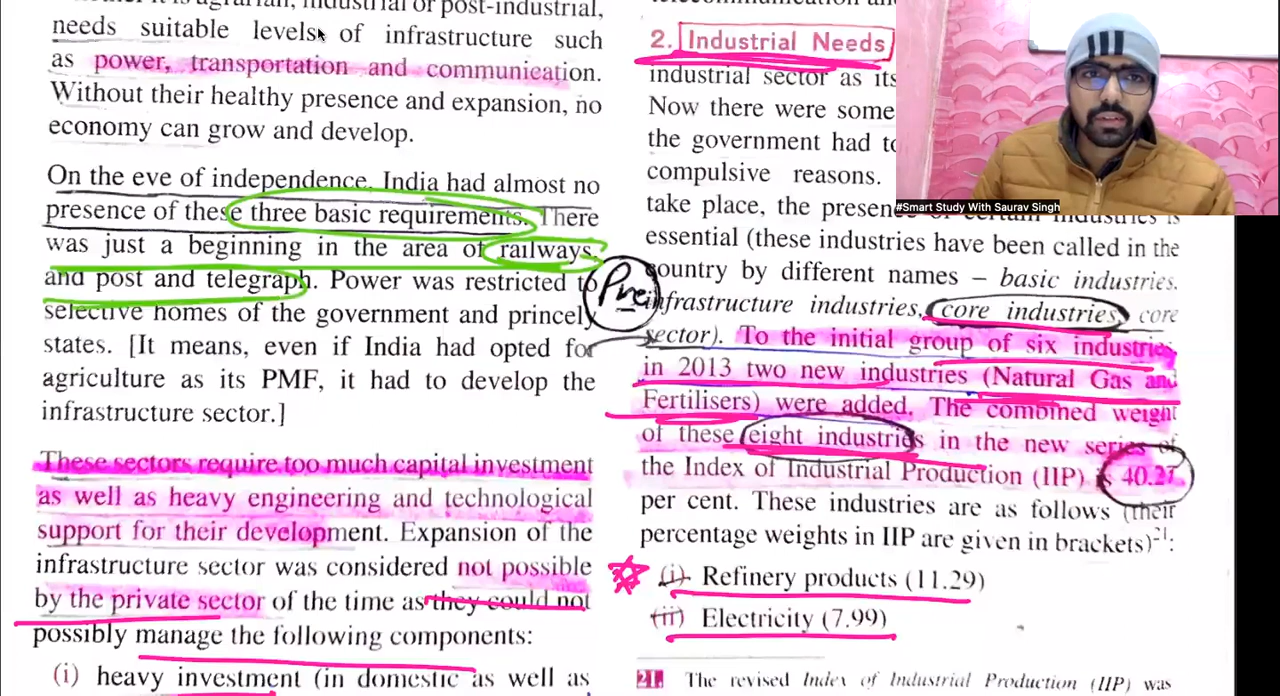 industrial or post-industrial,
needs suitable levels of infrastructure such
as power, transportation and communication.
Without their healthy presence and expansion, no
economy can grow and develop.
On the eve of independence, India had almost no
presence of these three basic requirements. There
was just a beginning in the area of railways,
and post and telegraph. Power was restricted to
selective homes of the government and princely
states. [It means, even if India had opted for
agriculture as its PMF, it had to develop the
infrastructure sector.]
These sectors require too much capital investment
as well as heavy engineering and technological
support for their development. Expansion of the
infrastructure sector was considered not possible
by the private sector of the time as they could not
possibly manage the following components:
(i) heavy investment (in domestic as well as
2. Industrial Needs
industrial sector as its
Now there were some
the government had to
compulsive reasons.
take place, the presence of certain industries is
essential (these industries have been called in the
country by different names – basic industries,
infrastructure industries, core industries, core
sector). To the initial group of six industries
in 2013 two new industries (Natural Gas and
Fertilisers) were added. The combined weight
of these eight industries in the new series of
the Index of Industrial Production (IIP) is 40.27
per cent. These industries are as follows (their
percentage weights in IIP are given in brackets)21:
(i) Refinery products (11.29)
(ii) Electricity (7.99)
21. The revised Index of Industrial Production (IIP) was
Pre
#Smart Study With Saurav Singh